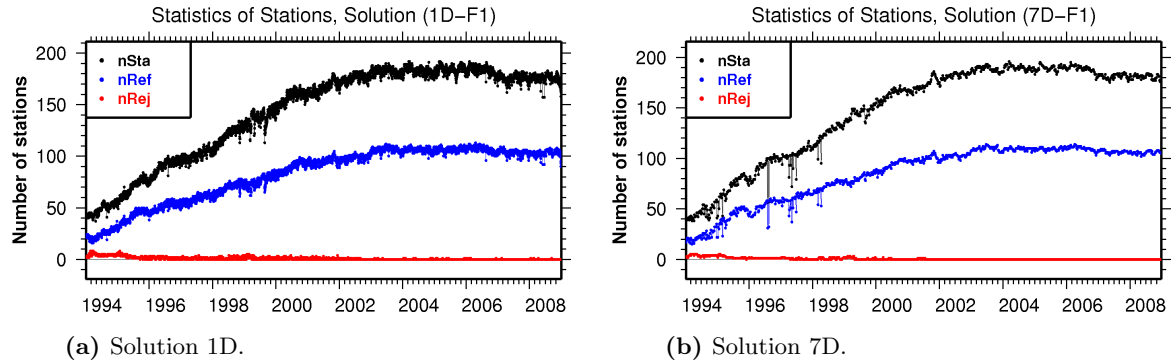 Statistics of Stations, Solution (1D−F1)
Number of stations
200
150
100
50
0
nSta
nRef
nRej
1994 1996 1998 2000 2002 2004 2006 2008
(a) Solution 1D.
Statistics of Stations, Solution (7D−F1)
Number of stations
200
150
100
50
0
nSta
nRef
nRej
1994 1996 1998 2000 2002 2004 2006 2008
(b) Solution 7D.